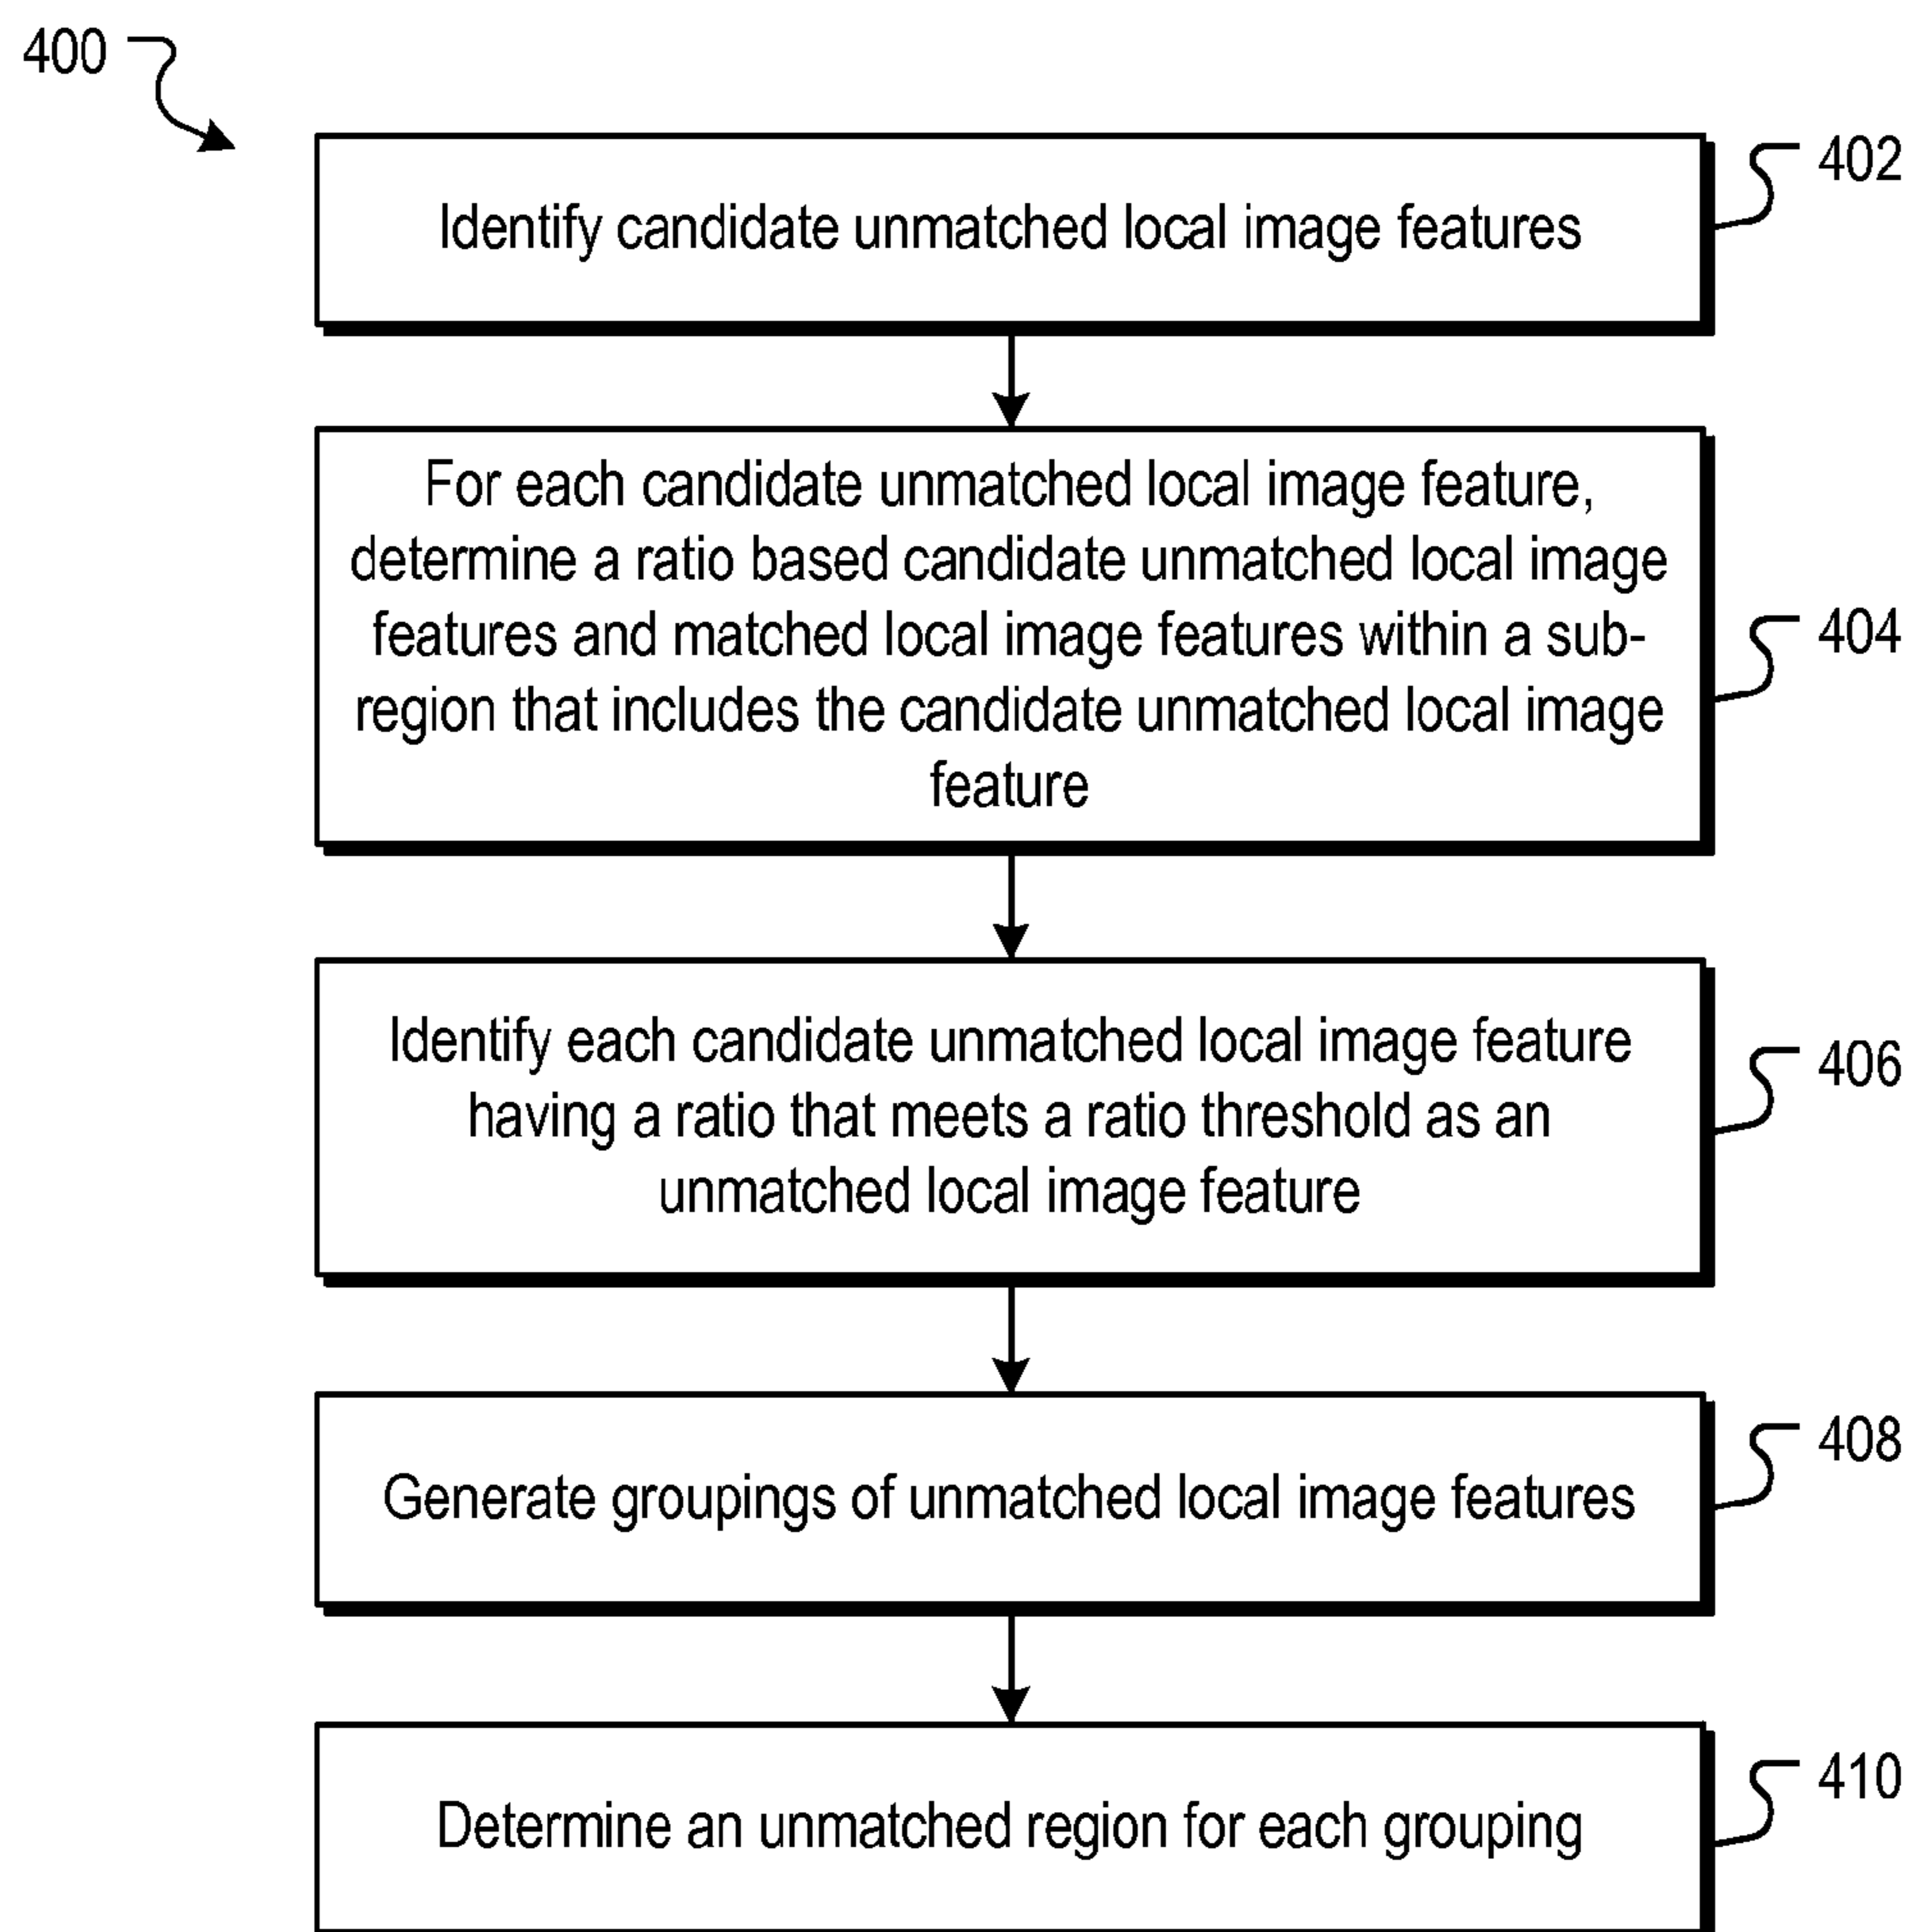 400
402
Identify candidate unmatched local image features
For each candidate unmatched local image feature,
determine a ratio based candidate unmatched local image
features and matched local image features within a sub-
region that includes the candidate unmatched local image
feature
404
Identify each candidate unmatched local image feature
having a ratio that meets a ratio threshold as an
unmatched local image feature
406
Generate groupings of unmatched local image features
408
Determine an unmatched region for each grouping
410